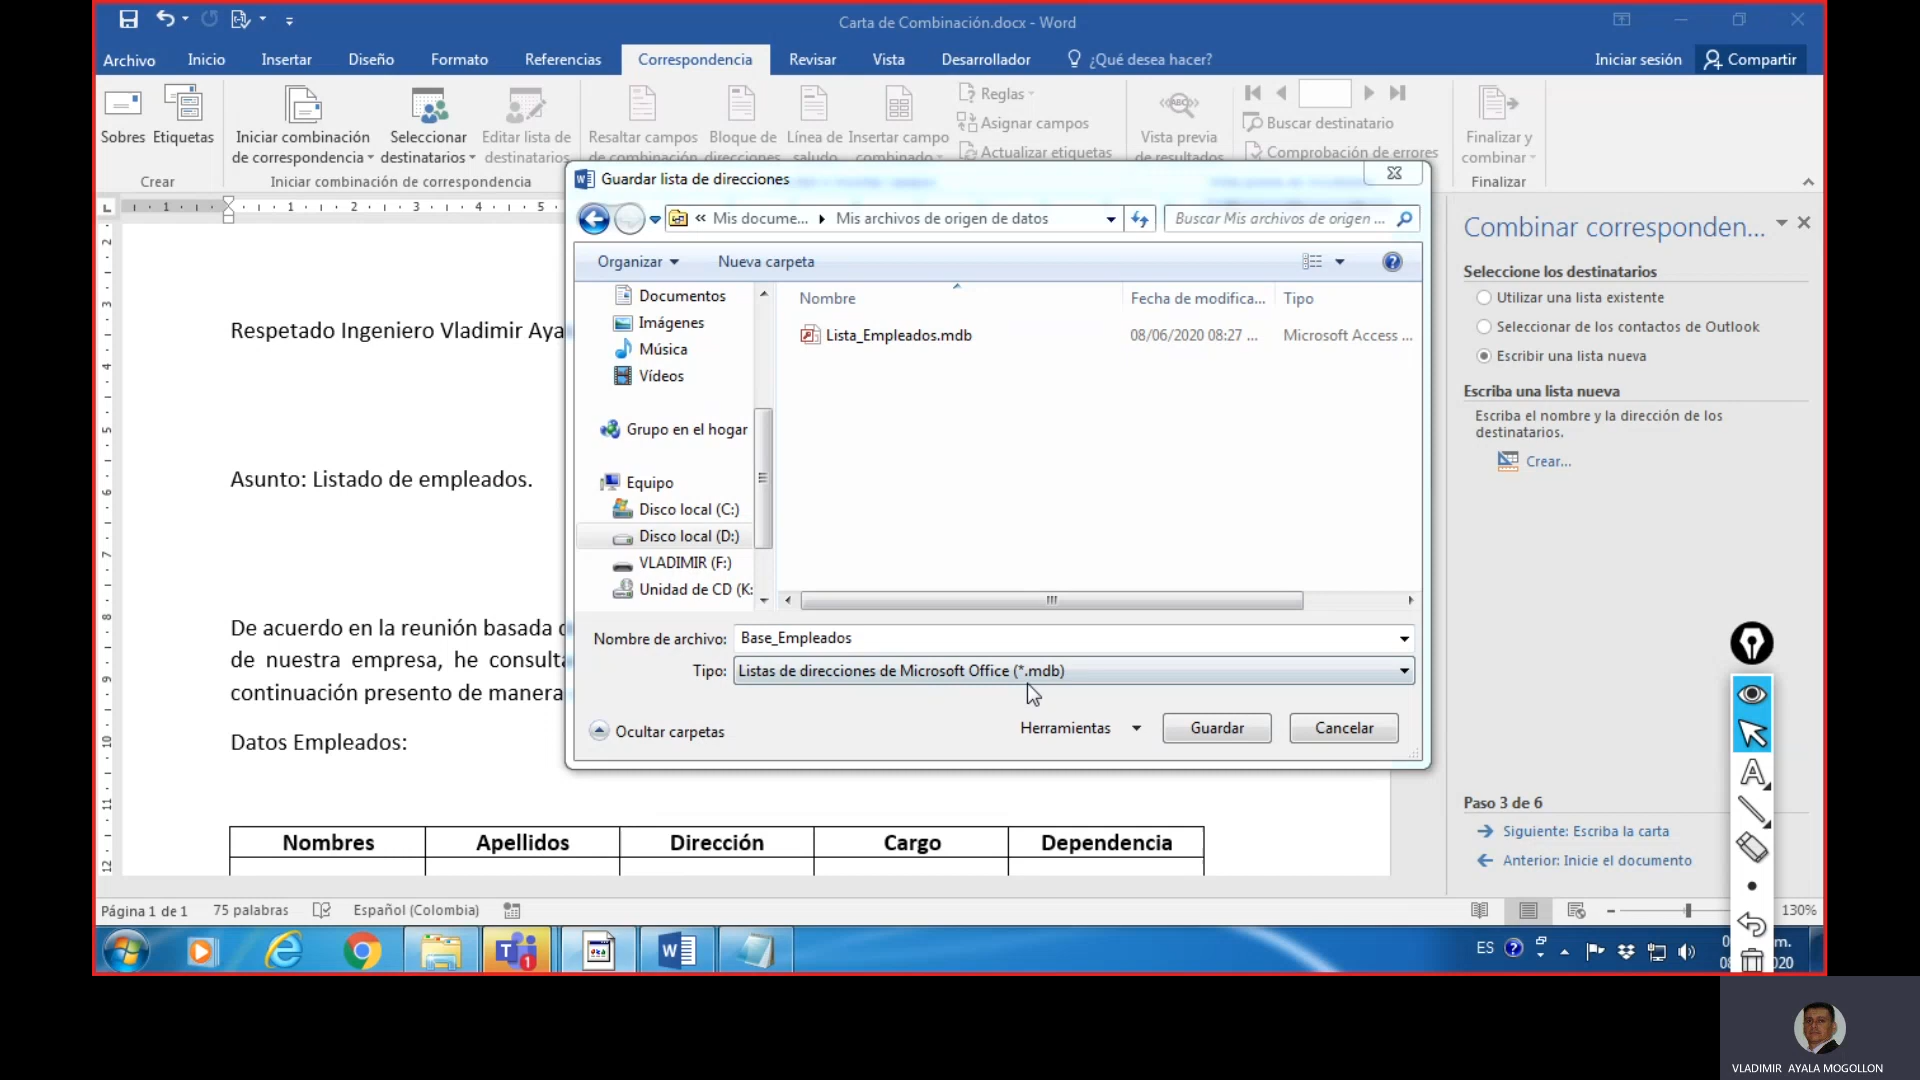 Carta de Combinación.docx - Word
Archivo
Inicio
Insertar
Diseño
Formato
Referencias
Correspondencia
Revisar
Vista
Desarrollador
¿Qué desea hacer?
Iniciar sesión
Compartir
Sobres
Etiquetas
Iniciar combinación
de correspondencia
Seleccionar
destinatarios
Editar lista de
destinatarios
Resaltar campos
de combinación
Bloque de
direcciones
Línea de
saludo
Insertar campo
combinado
Reglas
Asignar campos
Actualizar etiquetas
Vista previa
de resultados
Buscar destinatario
Comprobación de errores
Finalizar y
combinar
Crear
Iniciar combinación de correspondencia
Finalizar
Guardar lista de direcciones
« Mis docume...
Mis archivos de origen de datos
Buscar Mis archivos de origen ...
Organizar
Nueva carpeta
Documentos
Imágenes
Música
Vídeos
Grupo en el hogar
Equipo
Disco local (C:)
Disco local (D:)
VLADIMIR (F:)
Unidad de CD (K:
Nombre
Fecha de modifica...
Tipo
Lista_Empleados.mdb
08/06/2020 08:27 ...
Microsoft Access ...
Nombre de archivo: Base_Empleados
Tipo: Listas de direcciones de Microsoft Office (*.mdb)
Ocultar carpetas
Herramientas
Guardar
Cancelar
Respetado Ingeniero Vladimir Aya
Asunto: Listado de empleados.
De acuerdo en la reunión basada
de nuestra empresa, he consulta
continuación presento de manera
Datos Empleados:
Nombres
Apellidos
Dirección
Cargo
Dependencia
Combinar corresponden...
Seleccione los destinatarios
Utilizar una lista existente
Seleccionar de los contactos de Outlook
Escribir una lista nueva
Escriba una lista nueva
Escriba el nombre y la dirección de los
destinatarios.
Crear...
Paso 3 de 6
Siguiente: Escriba la carta
Anterior: Inicie el documento
Página 1 de 1
75 palabras
Español (Colombia)
130%
ES
VLADIMIR AYALA MOGOLLON